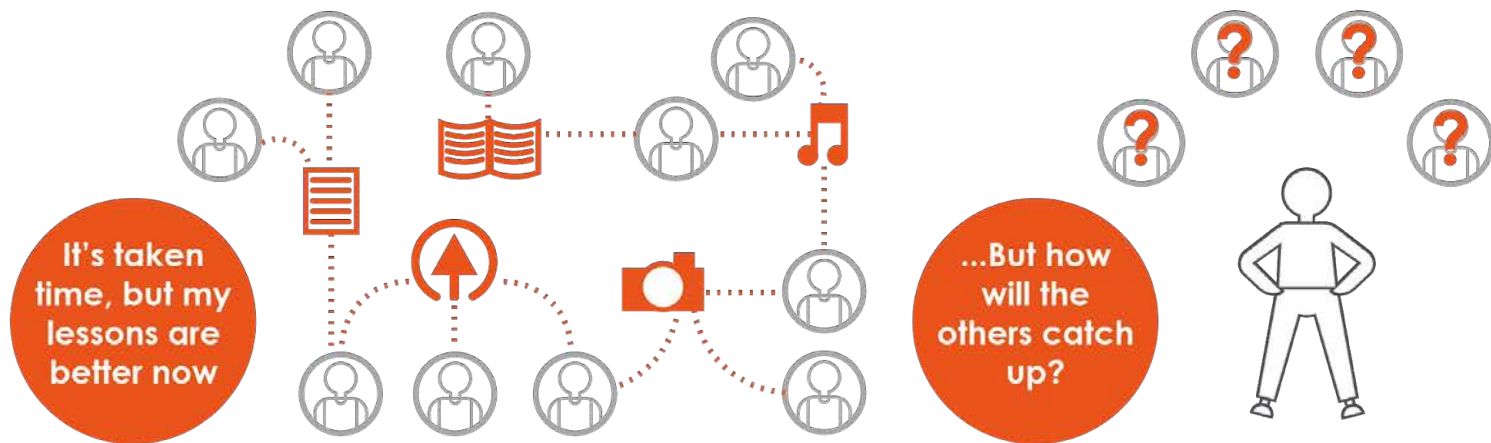 It's taken
time, but my
lessons are
better now
...But how
will the
others catch
up?
? ? ? ?